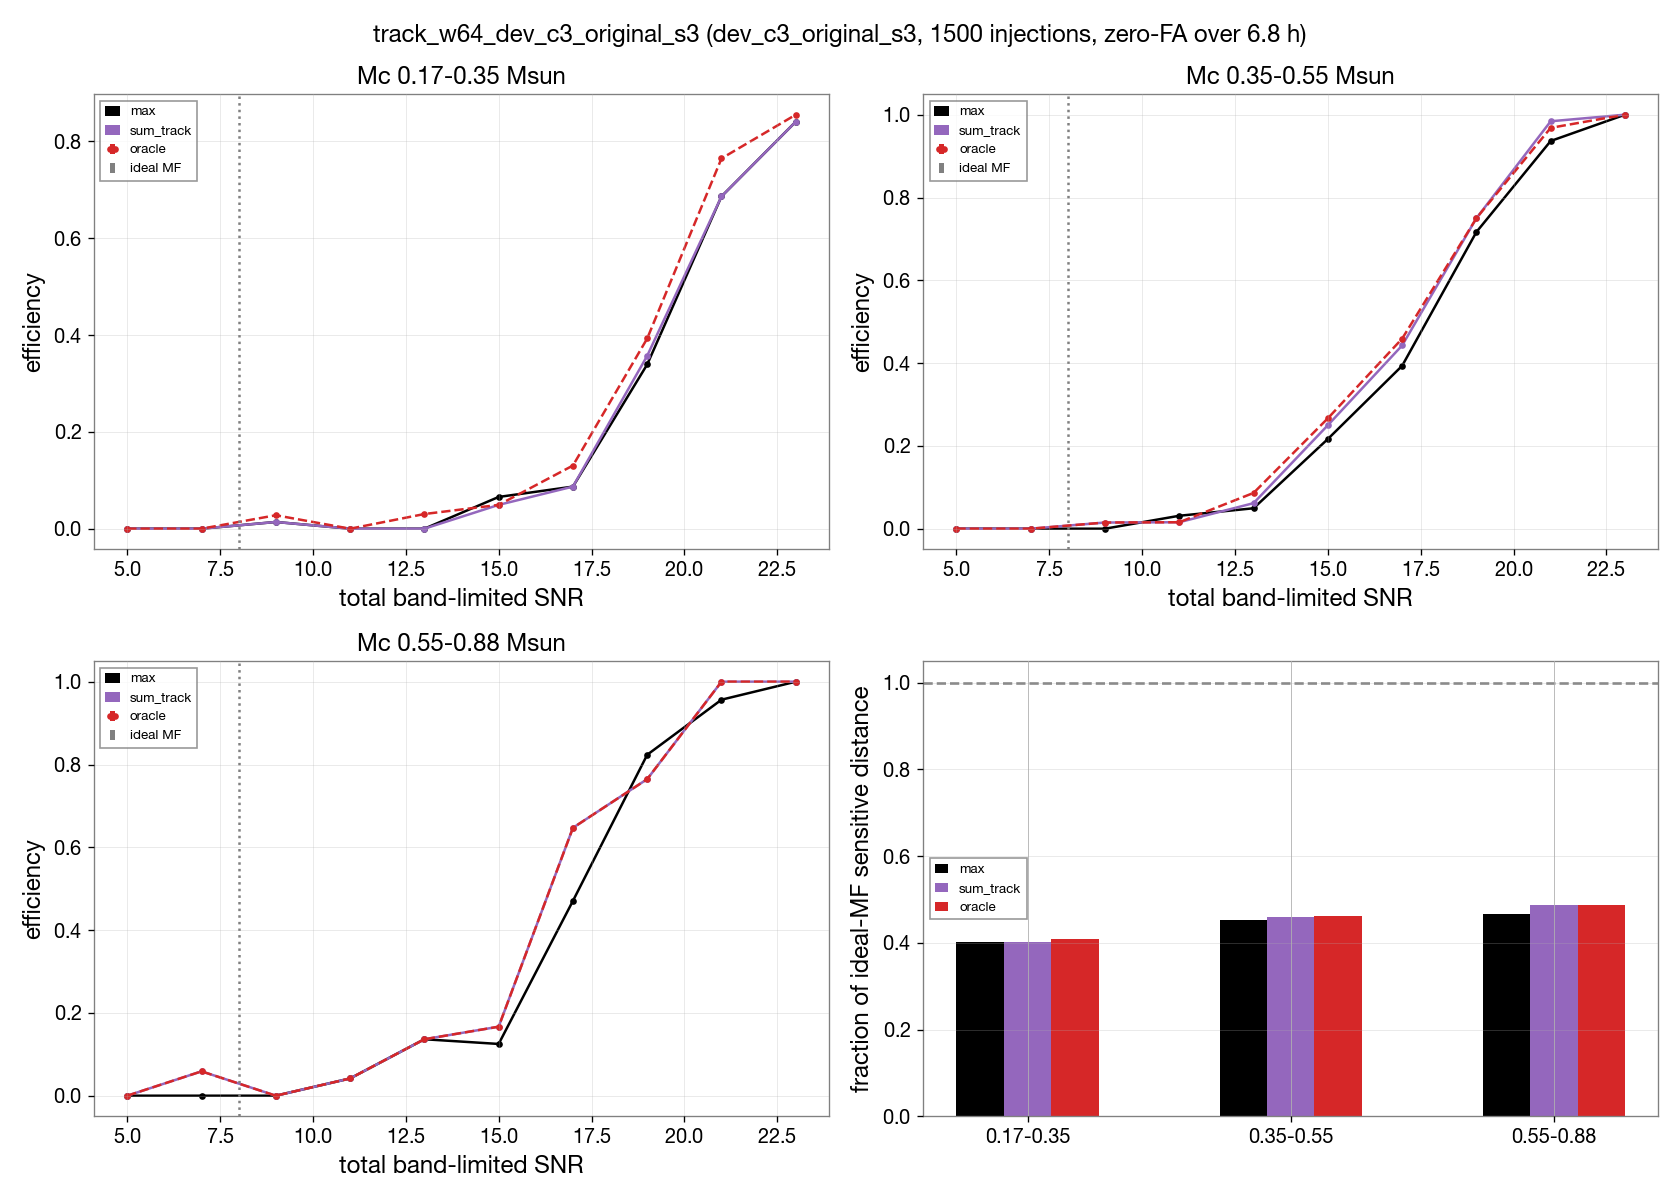 track_w64_dev_c3_original_s3 (dev_c3_original_s3, 1500 injections, zero-FA over 6.8 h)
Mc 0.17-0.35 Msun
max
sum_track
oracle
ideal MF
efficiency
0.8
0.6
0.4
0.2
0.0
5.0 7.5 10.0 12.5 15.0 17.5 20.0 22.5
total band-limited SNR
Mc 0.35-0.55 Msun
max
sum_track
oracle
ideal MF
efficiency
1.0
0.8
0.6
0.4
0.2
0.0
5.0 7.5 10.0 12.5 15.0 17.5 20.0 22.5
total band-limited SNR
Mc 0.55-0.88 Msun
max
sum_track
oracle
ideal MF
efficiency
1.0
0.8
0.6
0.4
0.2
0.0
5.0 7.5 10.0 12.5 15.0 17.5 20.0 22.5
total band-limited SNR
fraction of ideal-MF sensitive distance
1.0
0.8
0.6
0.4
0.2
0.0
max
sum_track
oracle
0.17-0.35 0.35-0.55 0.55-0.88